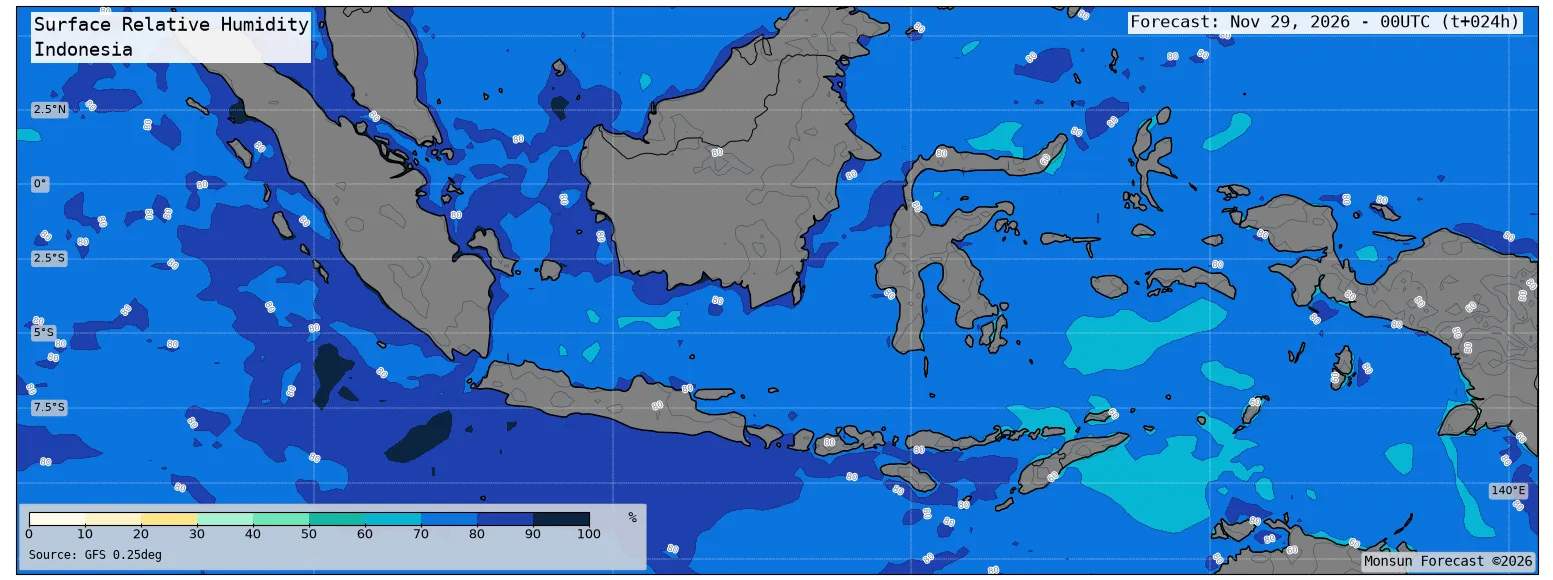 Surface Relative Humidity
Indonesia
Forecast: Nov 29, 2026 - 00UTC (t+024h)
2.5°N
0°
2.5°S
5°S
7.5°S
140°E
0 10 20 30 40 50 60 70 80 90 100
%
Source: GFS 0.25deg
Monsun Forecast ©2026